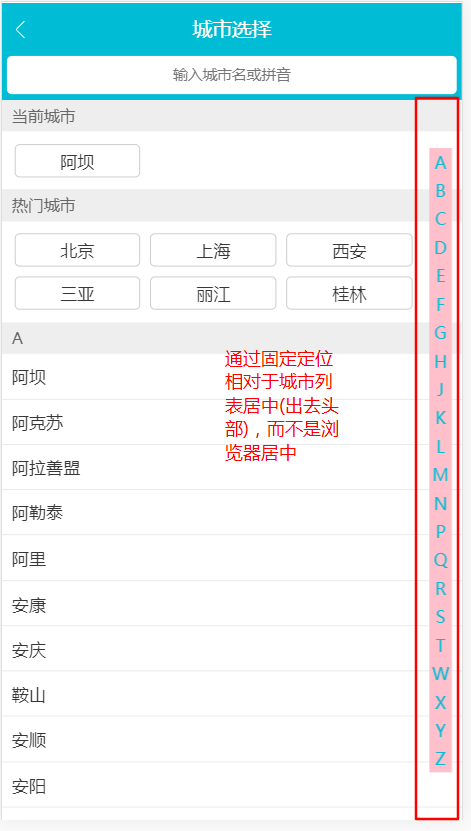 城市选择
输入城市名或拼音
当前城市
阿坝
热门城市
北京 上海 西安
三亚 丽江 桂林
A
阿坝
阿克苏
阿拉善盟
阿勒泰
阿里
安康
安庆
鞍山
安顺
安阳
通过固定定位
相对于城市列
表居中(出去头
部)，而不是浏
览器居中
A
B
C
D
E
F
G
H
J
K
L
M
N
P
Q
R
S
T
W
X
Y
Z